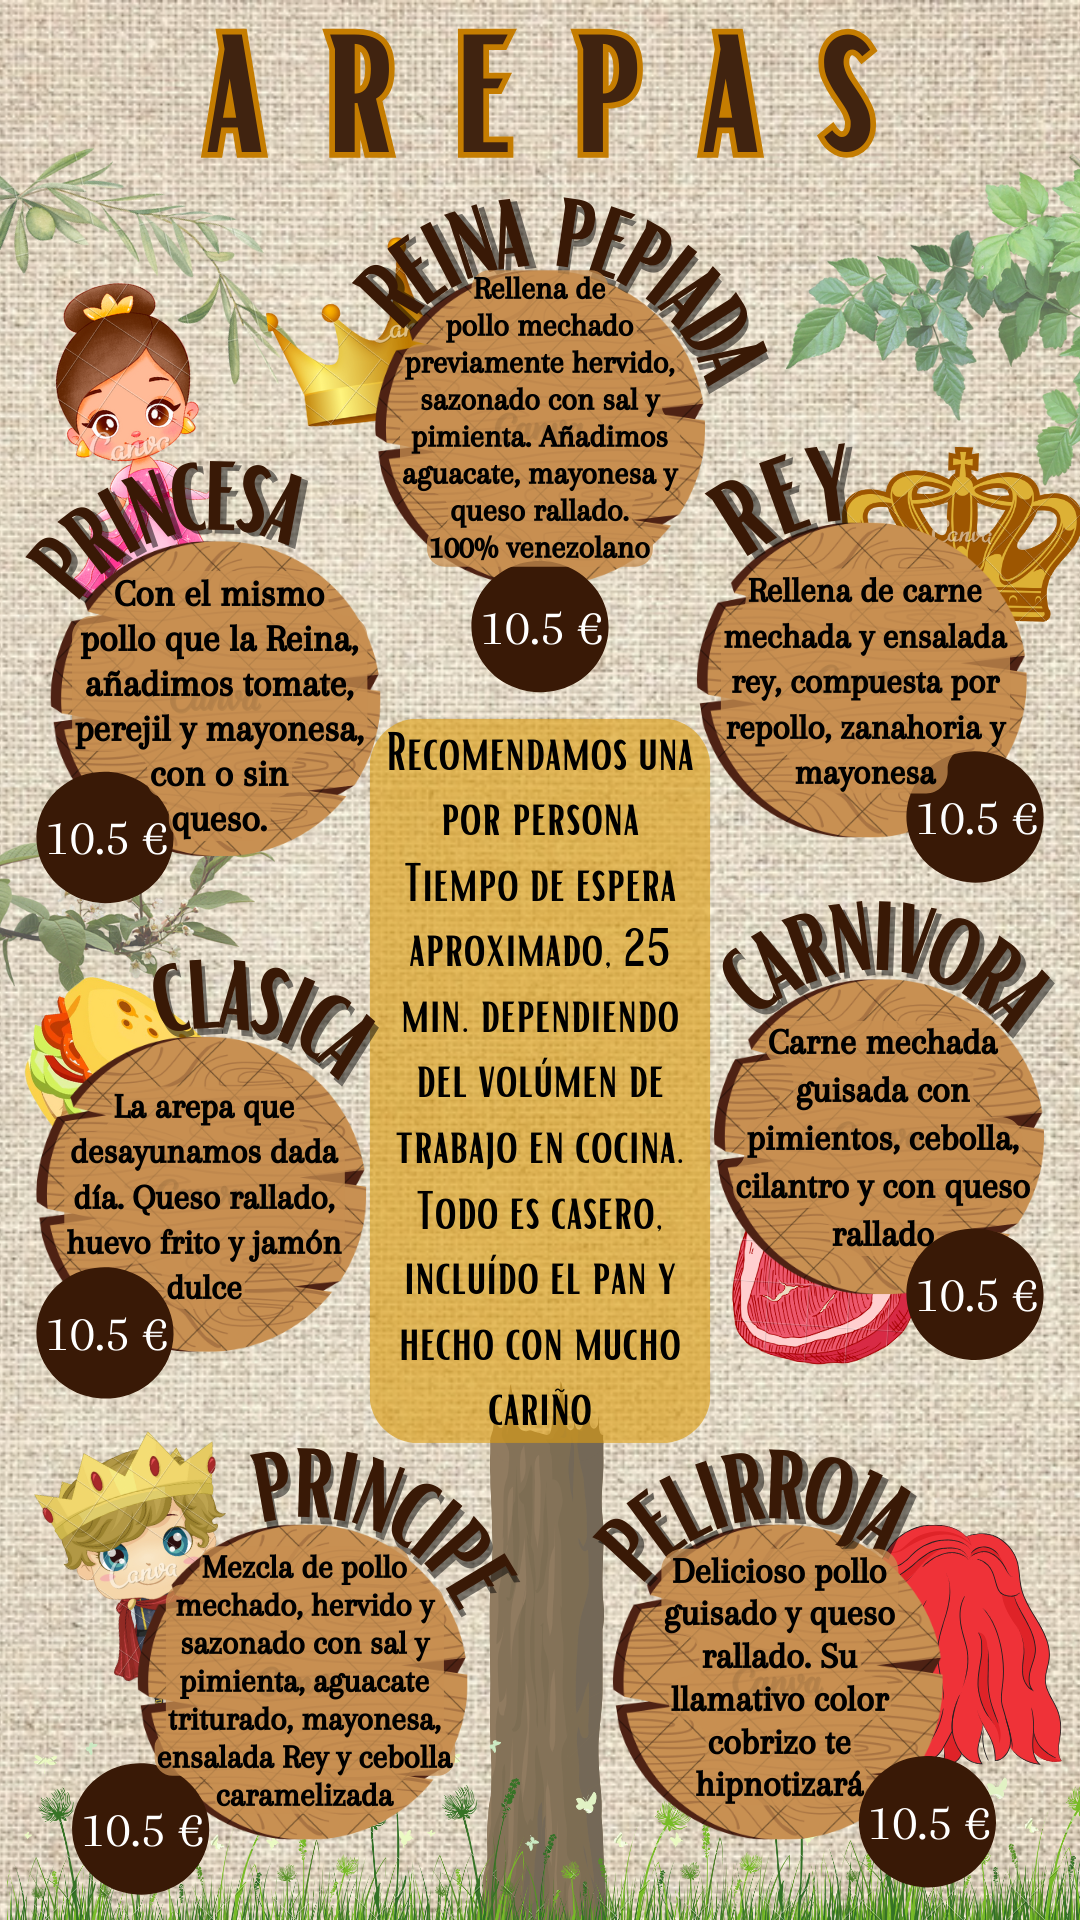 AREPAS
REINA PEPIADA
Rellena de
pollo mechado
previamente hervido,
sazonado con sal y
pimienta. Añadimos
aguacate, mayonesa y
queso rallado.
100% venezolano
10.5 €
PRINCESA
Con el mismo
pollo que la Reina,
añadimos tomate,
perejil y mayonesa,
con o sin
queso.
10.5 €
REY
Rellena de carne
mechada y ensalada
rey, compuesta por
repollo, zanahoria y
mayonesa
10.5 €
RECOMENDAMOS UNA
POR PERSONA
TIEMPO DE ESPERA
APROXIMADO, 25
MIN. DEPENDIENDO
DEL VOLÚMEN DE
TRABAJO EN COCINA.
TODO ES CASERO,
INCLUÍDO EL PAN Y
HECHO CON MUCHO
CARIÑO
CLASICA
La arepa que
desayunamos dada
día. Queso rallado,
huevo frito y jamón
dulce
10.5 €
CARNIVORA
Carne mechada
guisada con
pimientos, cebolla,
cilantro y con queso
rallado
10.5 €
PRINCIPE
Mezcla de pollo
mechado, hervido y
sazonado con sal y
pimienta, aguacate
triturado, mayonesa,
ensalada Rey y cebolla
caramelizada
10.5 €
PELIRROJA
Delicioso pollo
guisado y queso
rallado. Su
llamativo color
cobrizo te
hipnotizará
10.5 €
Canva
Canva
Canva
Canva
Canva